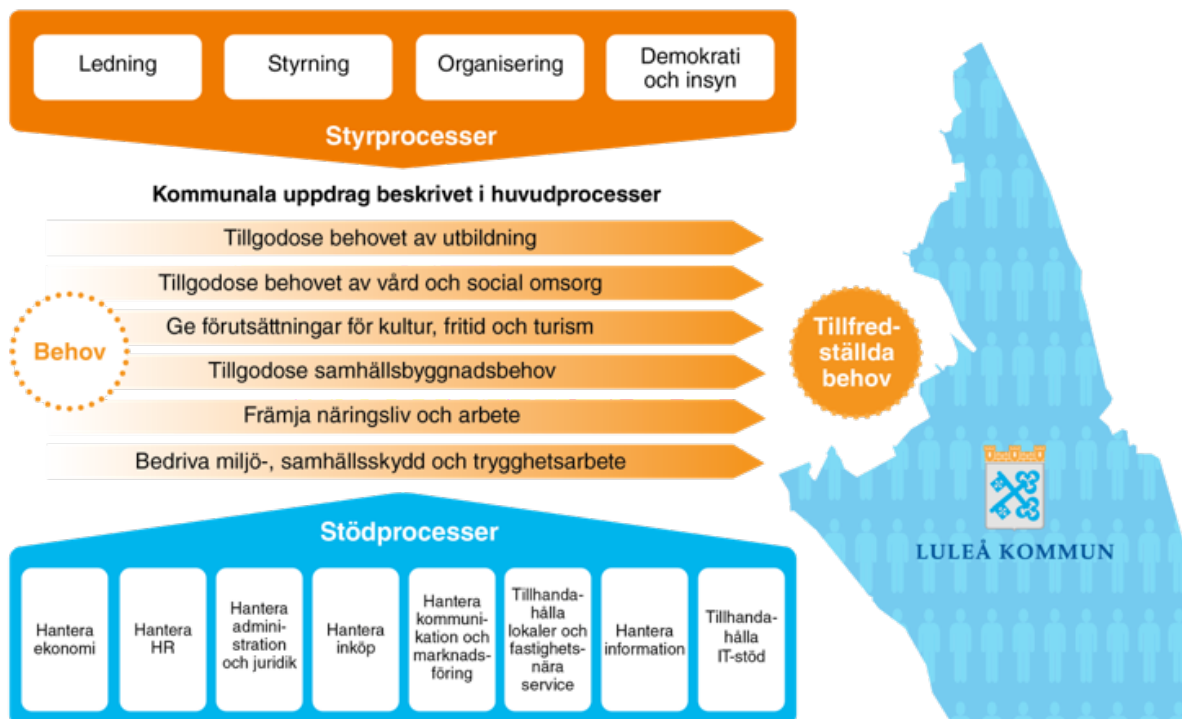 Ledning
Styrning
Organisering
Demokrati
och insyn
Styrprocesser
Kommunala uppdrag beskrivet i huvudprocesser
Tillgodose behovet av utbildning
Tillgodose behovet av vård och social omsorg
Ge förutsättningar för kultur, fritid och turism
Tillgodose samhällsbyggnadsbehov
Främja näringsliv och arbete
Bedriva miljö-, samhällsskydd och trygghetsarbete
Behov
Tillfred-
ställda
behov
Stödprocesser
Hantera
ekonomi
Hantera
HR
Hantera
admini-
stration
och juridik
Hantera
inköp
Hantera
kommuni-
kation och
marknads-
föring
Tillhanda-
hålla
lokaler och
fastighets-
nära
service
Hantera
information
Tillhanda-
hålla
IT-stöd
LULEÅ KOMMUN